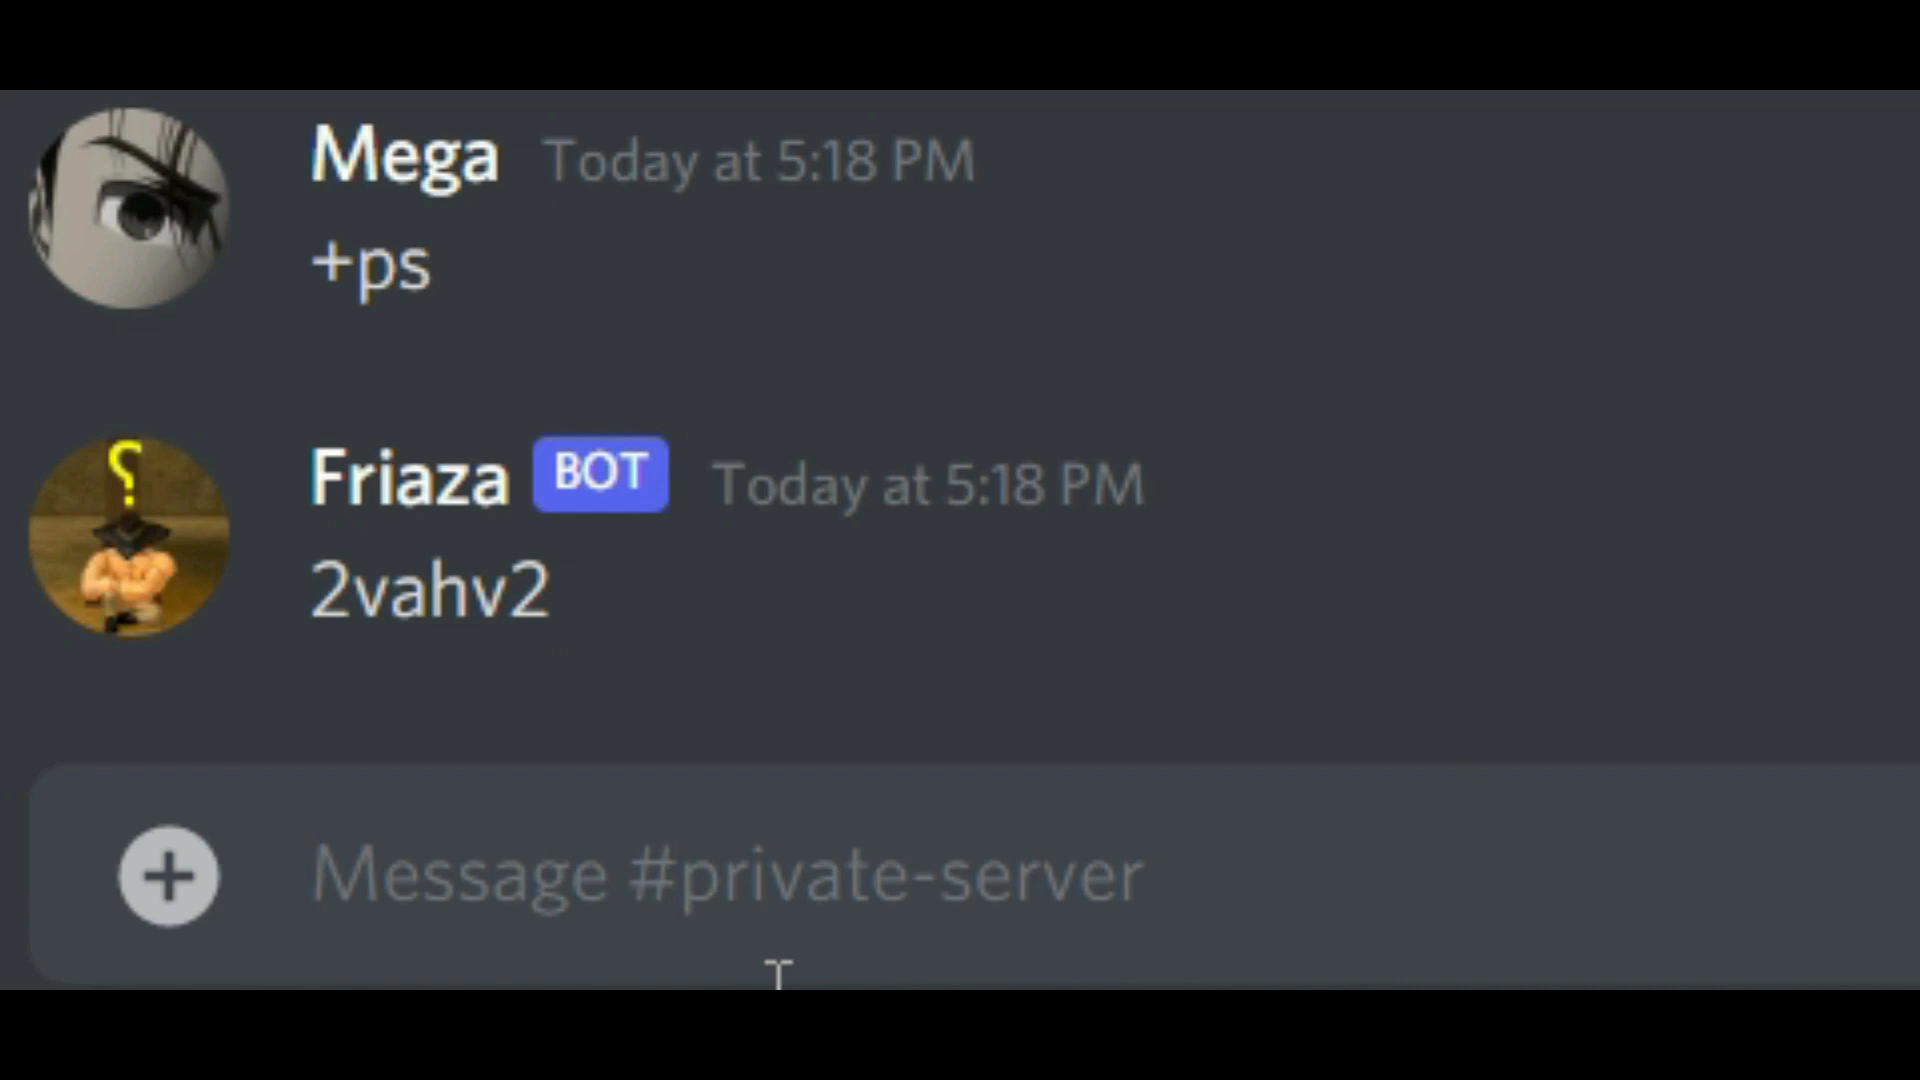 Mega Today at 5:18 PM
+ps
?
Friaza BOT Today at 5:18 PM
2vahv2
Message #private-server